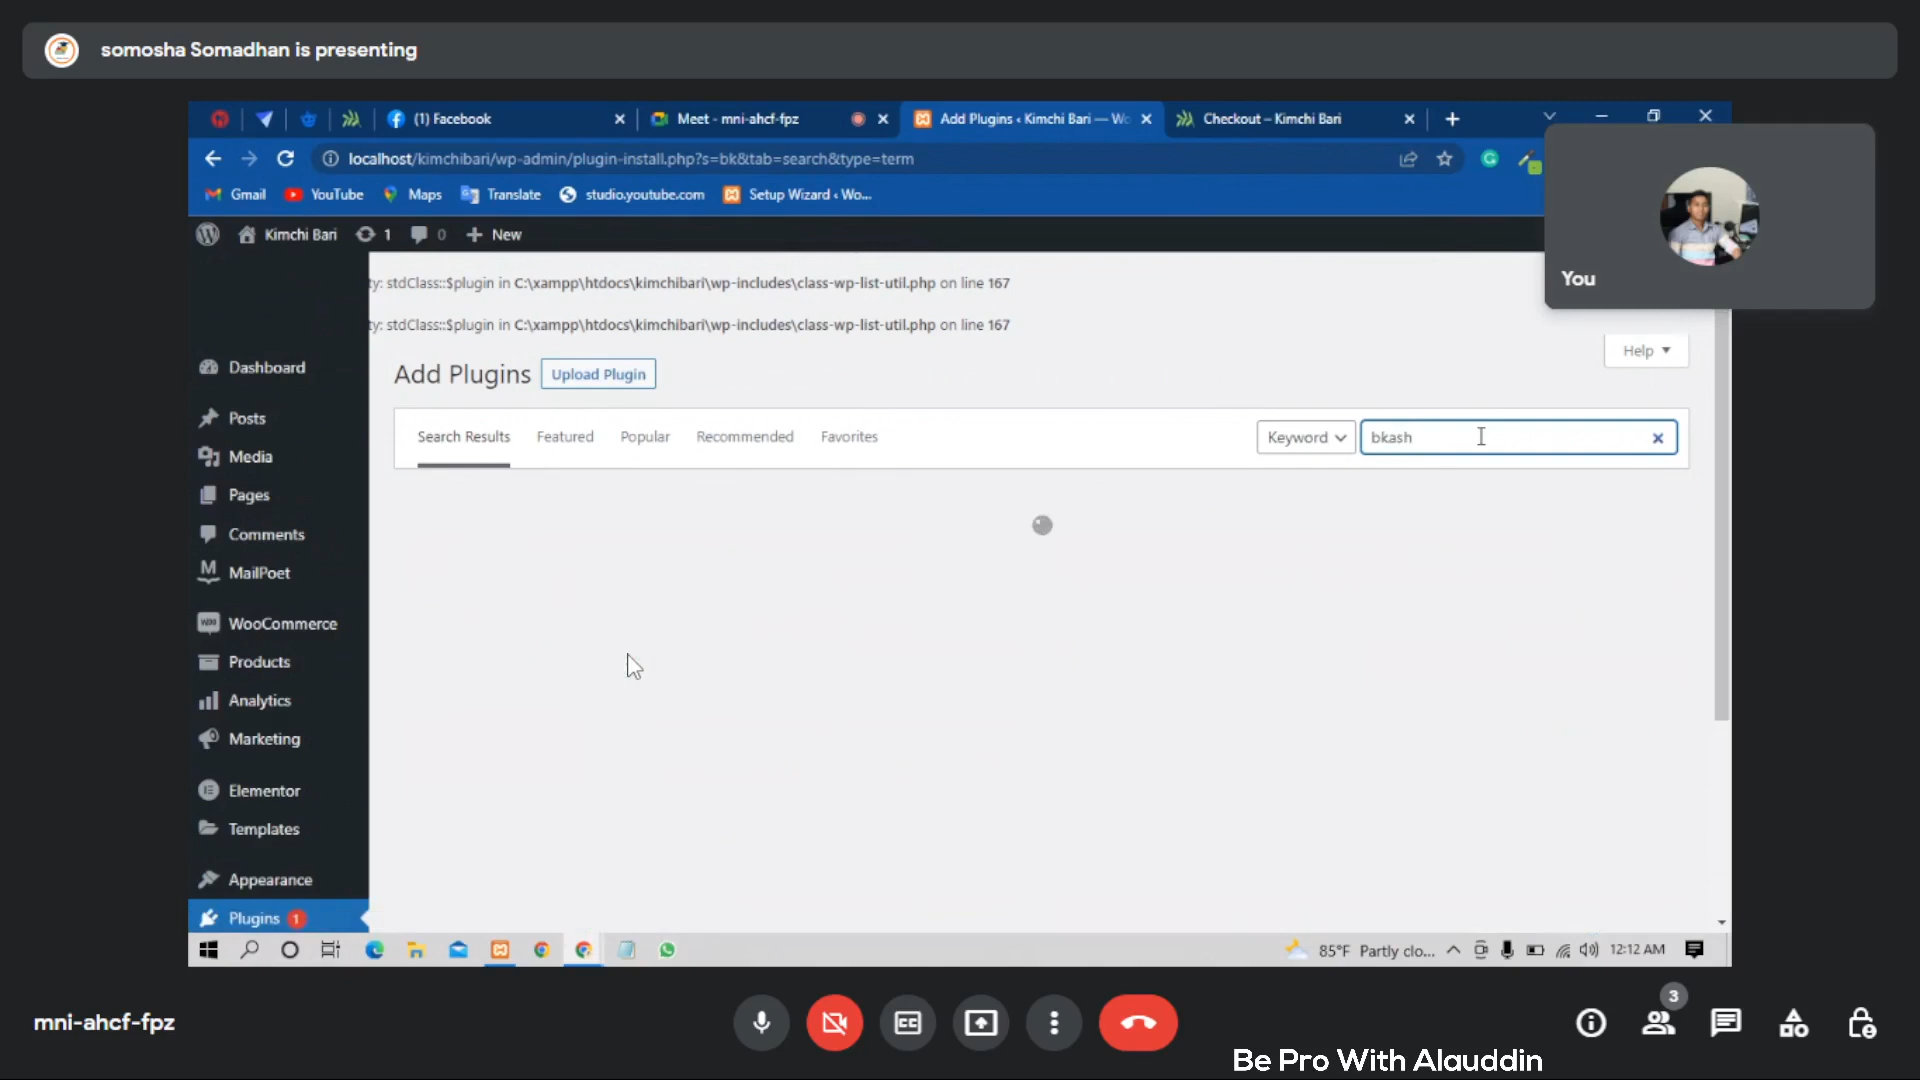 somosha Somadhan is presenting
(1) Facebook
Meet - mni-ahcf-fpz
Add Plugins ‹ Kimchi Bari — Wo
Checkout – Kimchi Bari
localhost/kimchibari/wp-admin/plugin-install.php?s=bk&tab=search&type=term
Gmail
YouTube
Maps
Translate
studio.youtube.com
Setup Wizard ‹ Wo...
Kimchi Bari
1
0
New
You
ty: stdClass::$plugin in C:\xampp\htdocs\kimchibari\wp-includes\class-wp-list-util.php on line 167
ty: stdClass::$plugin in C:\xampp\htdocs\kimchibari\wp-includes\class-wp-list-util.php on line 167
Help
Add Plugins
Upload Plugin
Search Results
Featured
Popular
Recommended
Favorites
Keyword
bkash
Dashboard
Posts
Media
Pages
Comments
MailPoet
WooCommerce
Products
Analytics
Marketing
Elementor
Templates
Appearance
Plugins 1
85°F Partly clo...
12:12 AM
mni-ahcf-fpz
3
Be Pro With Alauddin